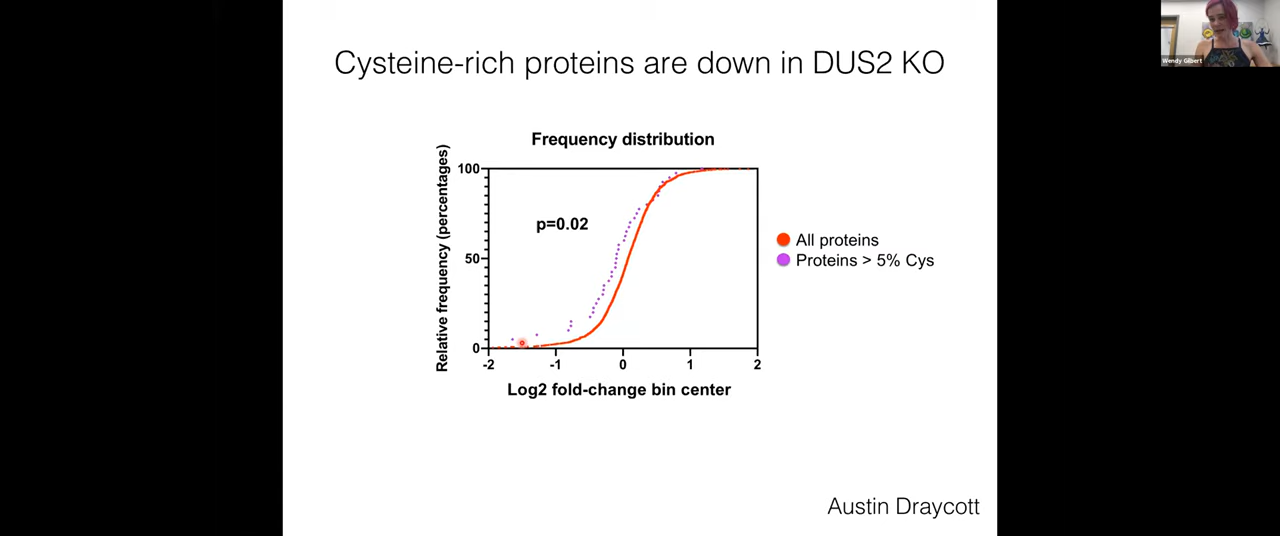 Cysteine-rich proteins are down in DUS2 KO
Wendy Gilbert
Frequency distribution
Relative frequency (percentages)
100
50
0
p=0.02
-2
-1
0
1
2
Log2 fold-change bin center
All proteins
Proteins > 5% Cys
Austin Draycott